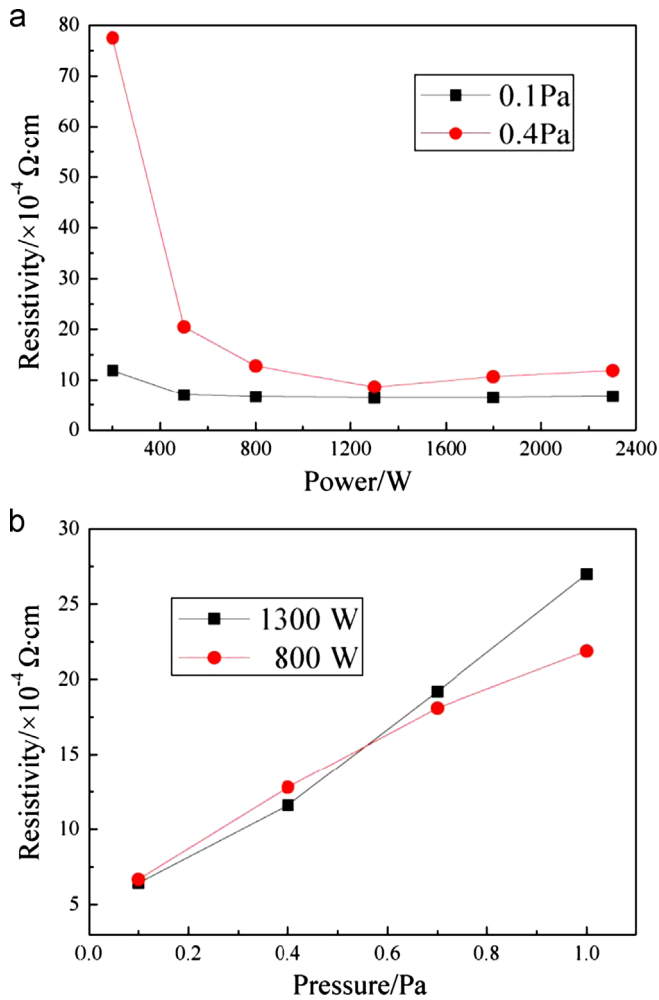 a
80
70
60
50
40
30
20
10
0
Resistivity/×10⁻⁴ Ω·cm
0.1Pa
0.4Pa
400 800 1200 1600 2000 2400
Power/W
b
30
25
20
15
10
5
Resistivity/×10⁻⁴ Ω·cm
1300 W
800 W
0.0 0.2 0.4 0.6 0.8 1.0
Pressure/Pa